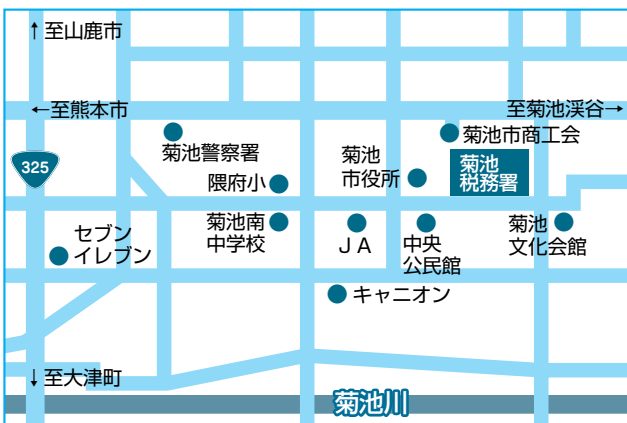 ↑至山鹿市
←至熊本市
至菊池渓谷→
菊池市商工会
菊池警察署
325
菊池
市役所
菊池
税務署
隈府小
菊池南
中学校
セブン
イレブン
ＪＡ
中央
公民館
菊池
文化会館
キャニオン
↓至大津町
菊池川